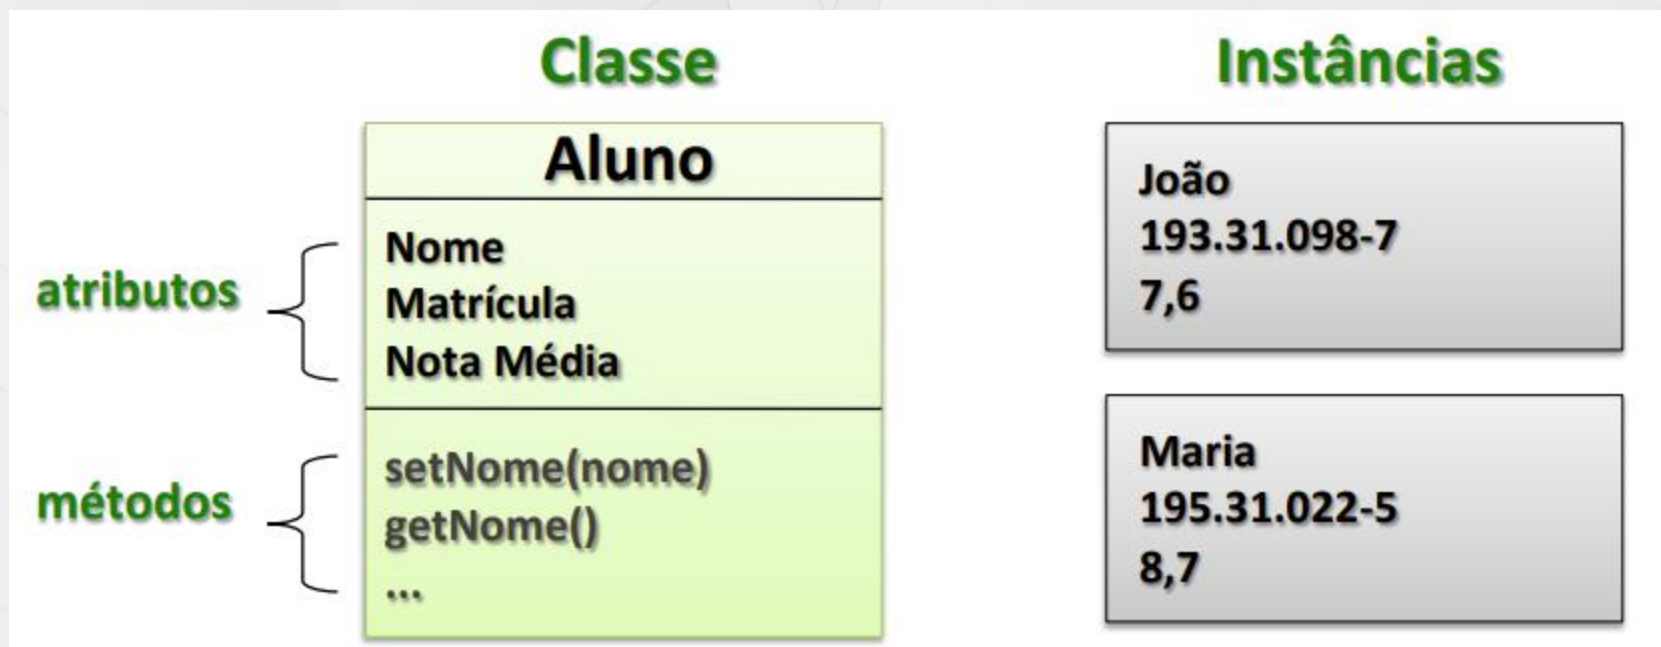 Classe
Aluno
atributos
Nome
Matrícula
Nota Média
métodos
setNome(nome)
getNome()
...
Instâncias
João
193.31.098-7
7,6
Maria
195.31.022-5
8,7